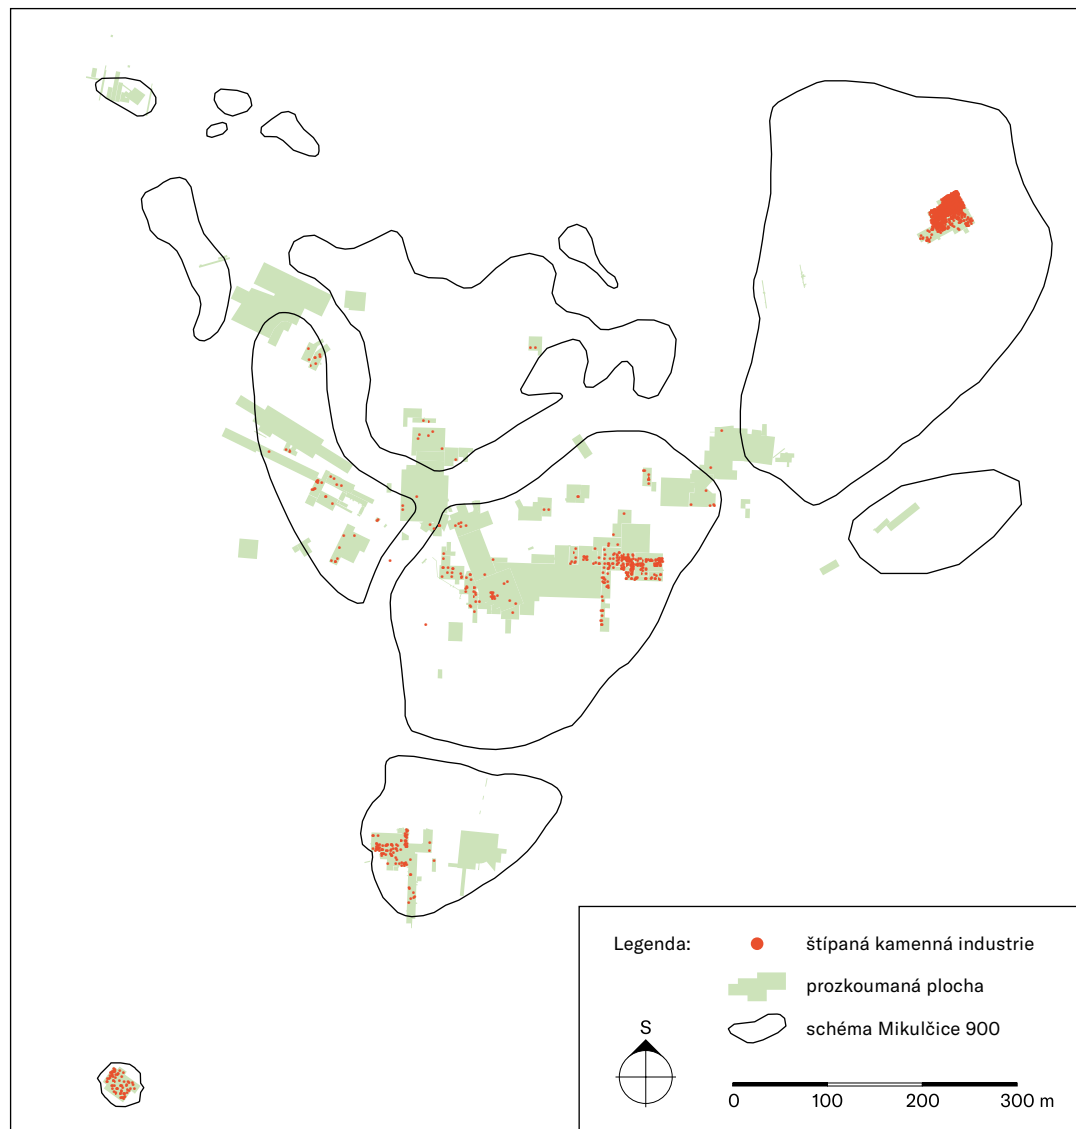 Legenda:
štípaná kamenná industrie
prozkoumaná plocha
schéma Mikulčice 900
S
0 100 200 300 m